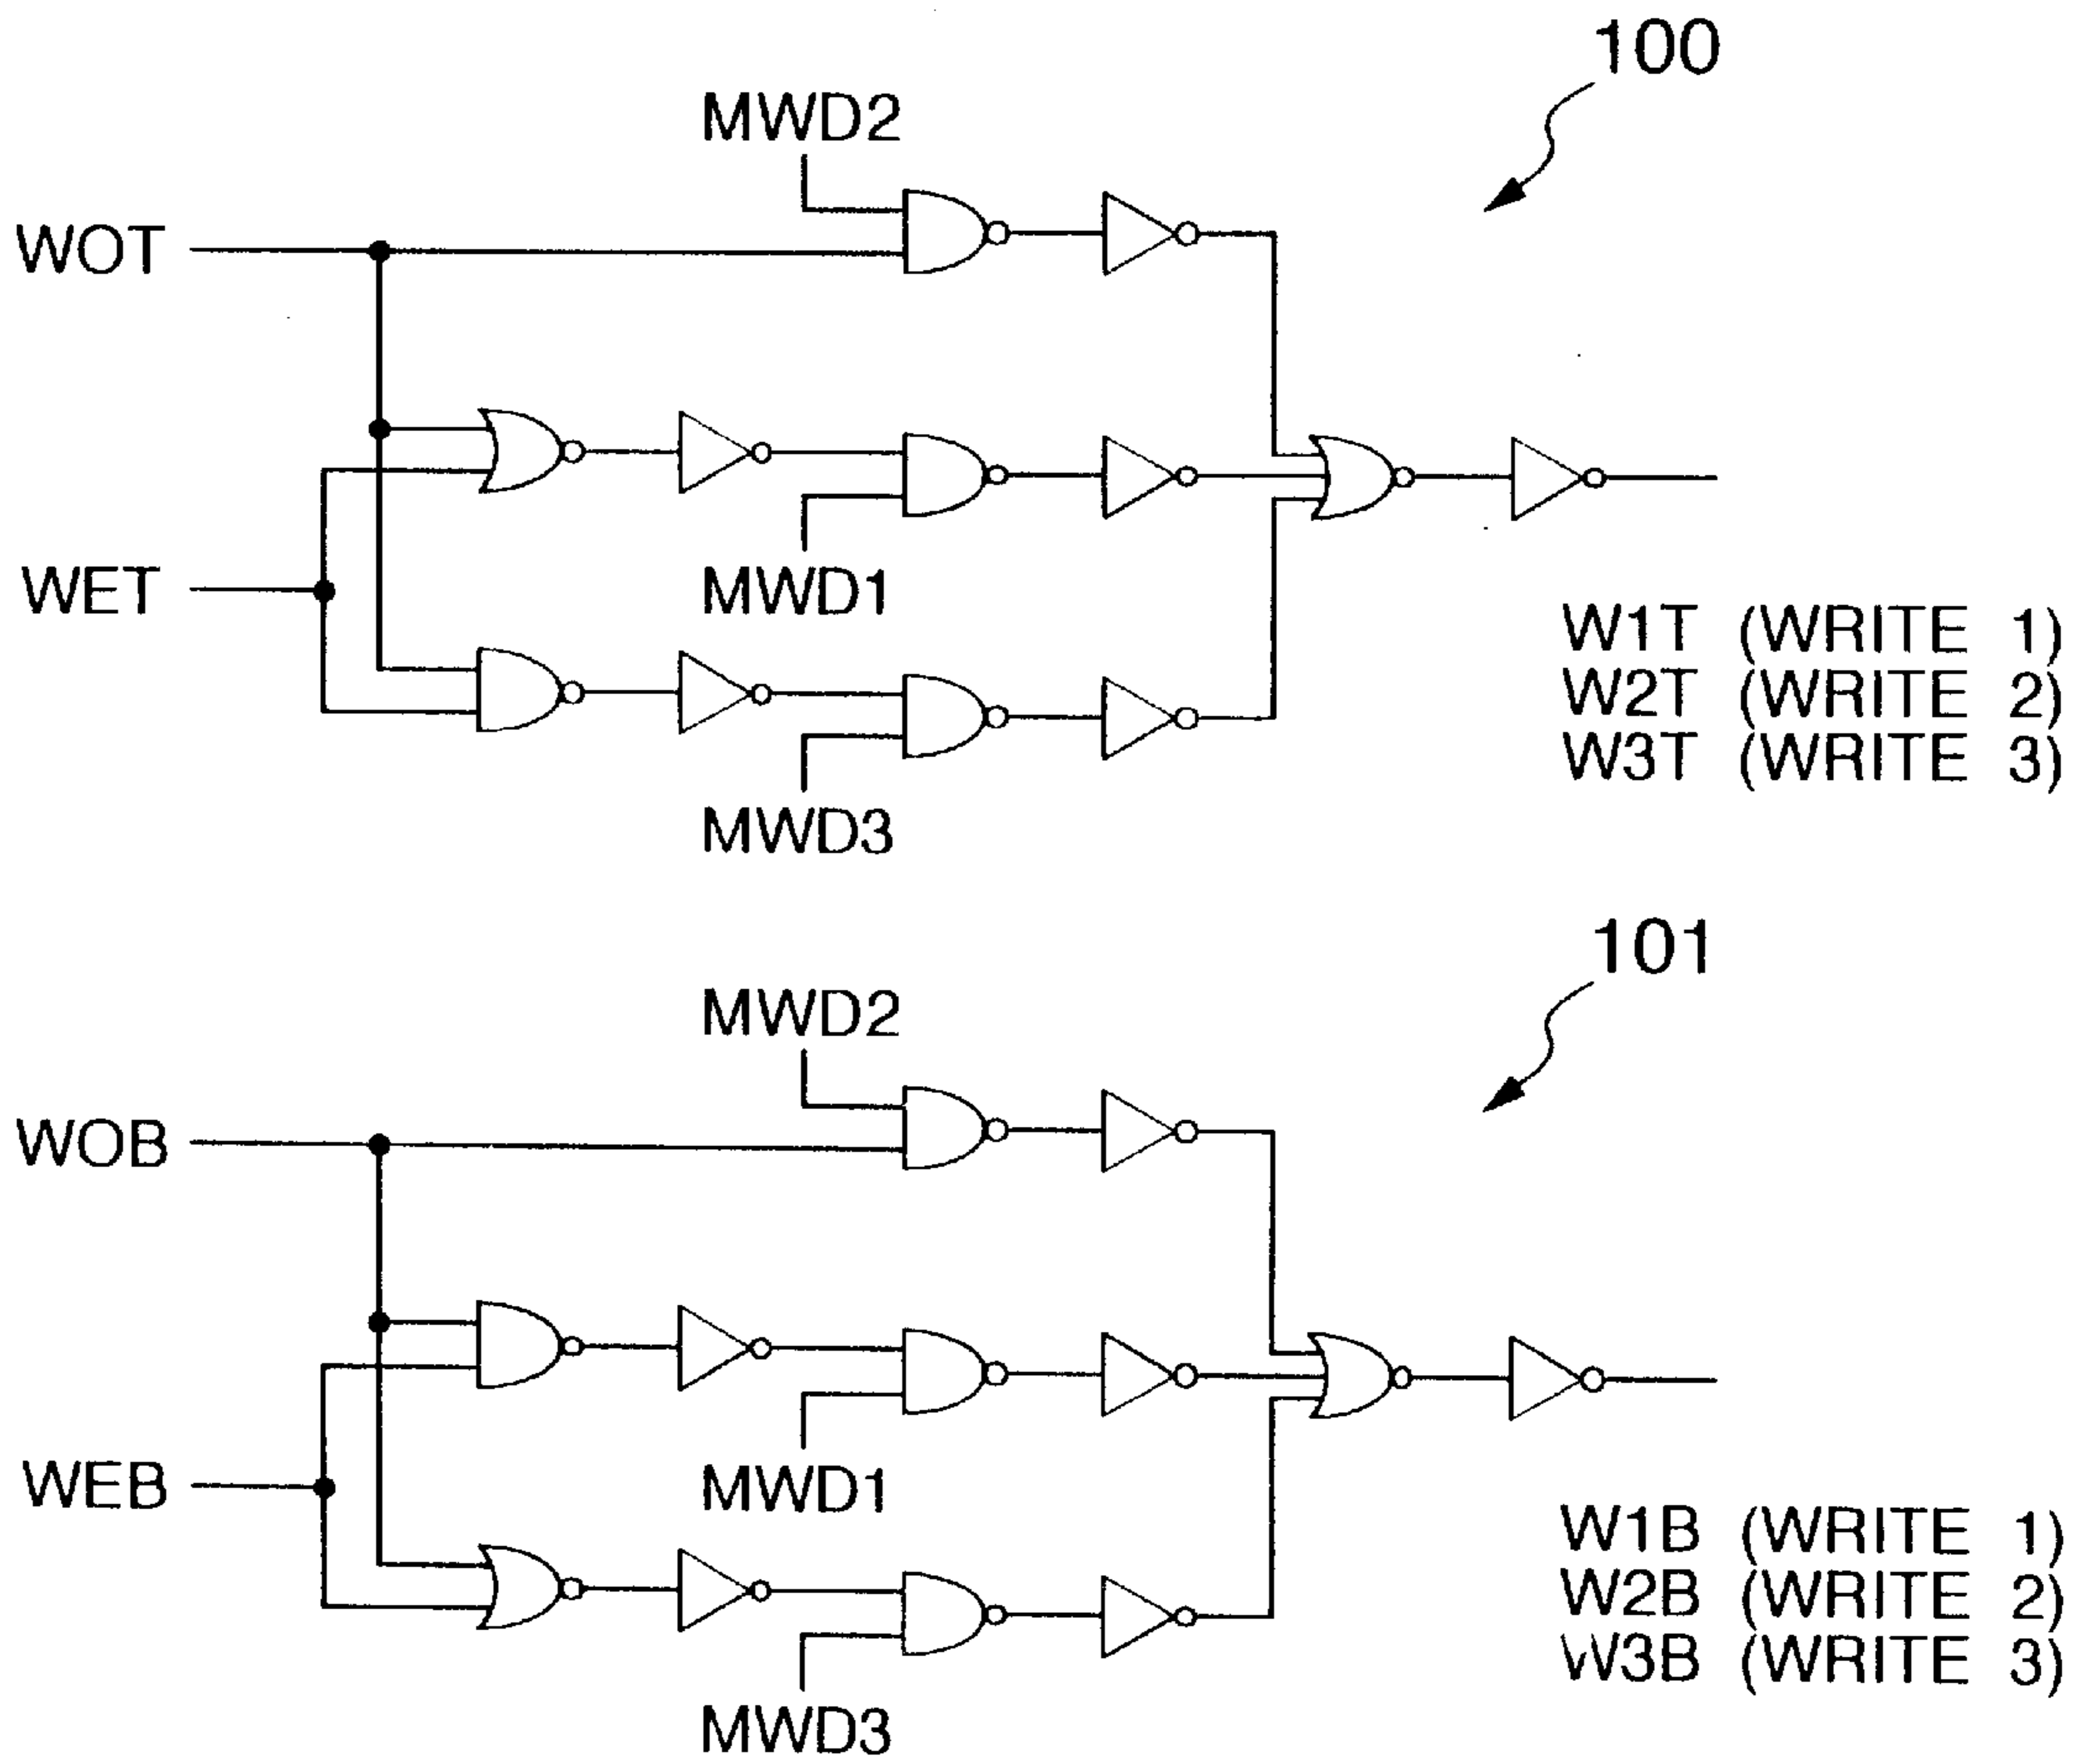 100
MWD2
WOT
WET
MWD1
W1T (WRITE 1)
W2T (WRITE 2)
W3T (WRITE 3)
MWD3
101
MWD2
WOB
WEB
MWD1
W1B (WRITE 1)
W2B (WRITE 2)
W3B (WRITE 3)
MWD3